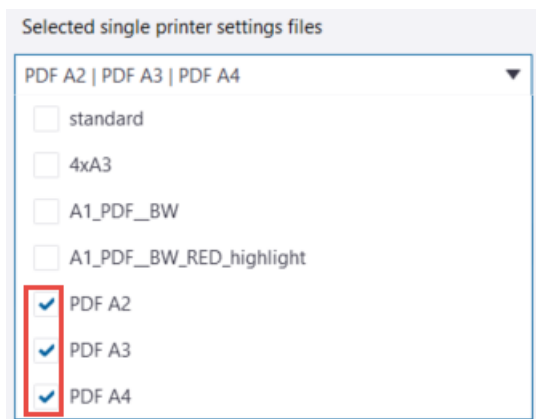 Selected single printer settings files
PDF A2 | PDF A3 | PDF A4
standard
4xA3
A1_PDF__BW
A1_PDF__BW_RED_highlight
PDF A2
PDF A3
PDF A4